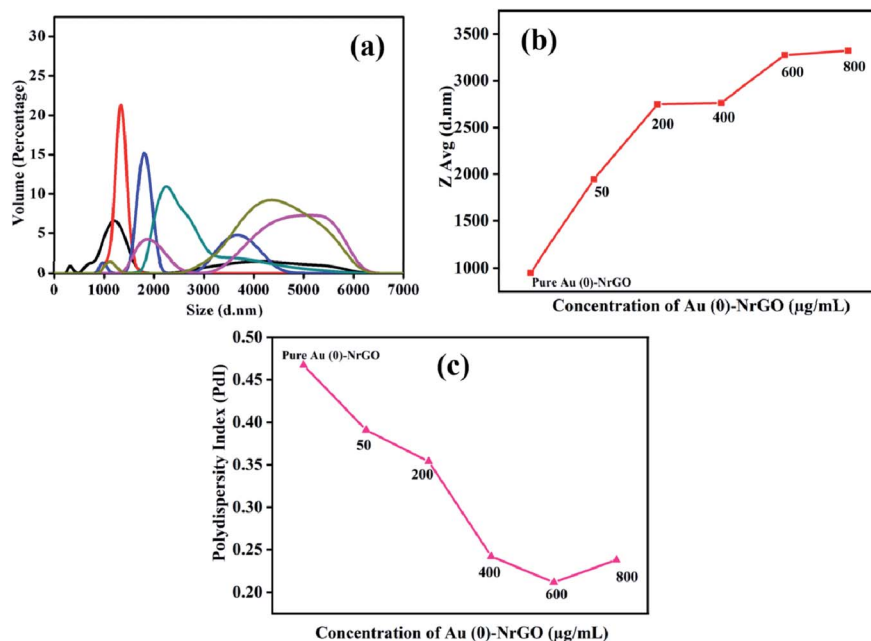 (a)
Volume (Percentage)
30
25
20
15
10
5
0
0 1000 2000 3000 4000 5000 6000 7000
Size (d.nm)
(b)
Z Avg (d.nm)
3500
3000
2500
2000
1500
1000
Pure Au (0)-NrGO
50
200
400
600
800
Concentration of Au (0)-NrGO (µg/mL)
(c)
Polydispersity Index (PdI)
0.50
0.45
0.40
0.35
0.30
0.25
0.20
Pure Au (0)-NrGO
50
200
400
600
800
Concentration of Au (0)-NrGO (µg/mL)